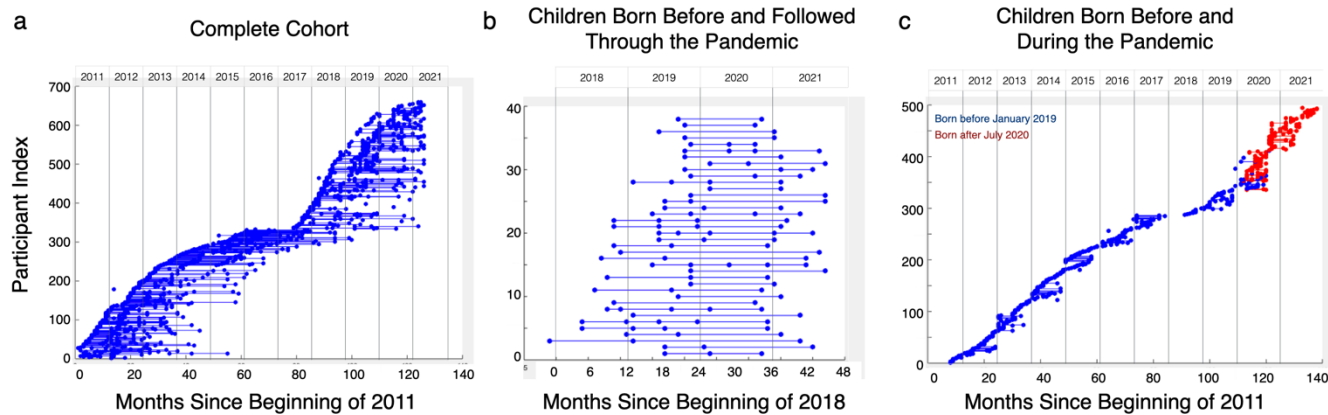 a
Complete Cohort
2011 2012 2013 2014 2015 2016 2017 2018 2019 2020 2021
700
600
500
400
300
200
100
0
Participant Index
0 20 40 60 80 100 120 140
Months Since Beginning of 2011
b
Children Born Before and Followed
Through the Pandemic
2018 2019 2020 2021
40
35
30
25
20
15
10
5
0
5
0 6 12 18 24 30 36 42 48
Months Since Beginning of 2018
c
Children Born Before and
During the Pandemic
2011 2012 2013 2014 2015 2016 2017 2018 2019 2020 2021
500
Born before January 2019
Born after July 2020
400
300
200
100
0
0 20 40 60 80 100 120 140
Months Since Beginning of 2011